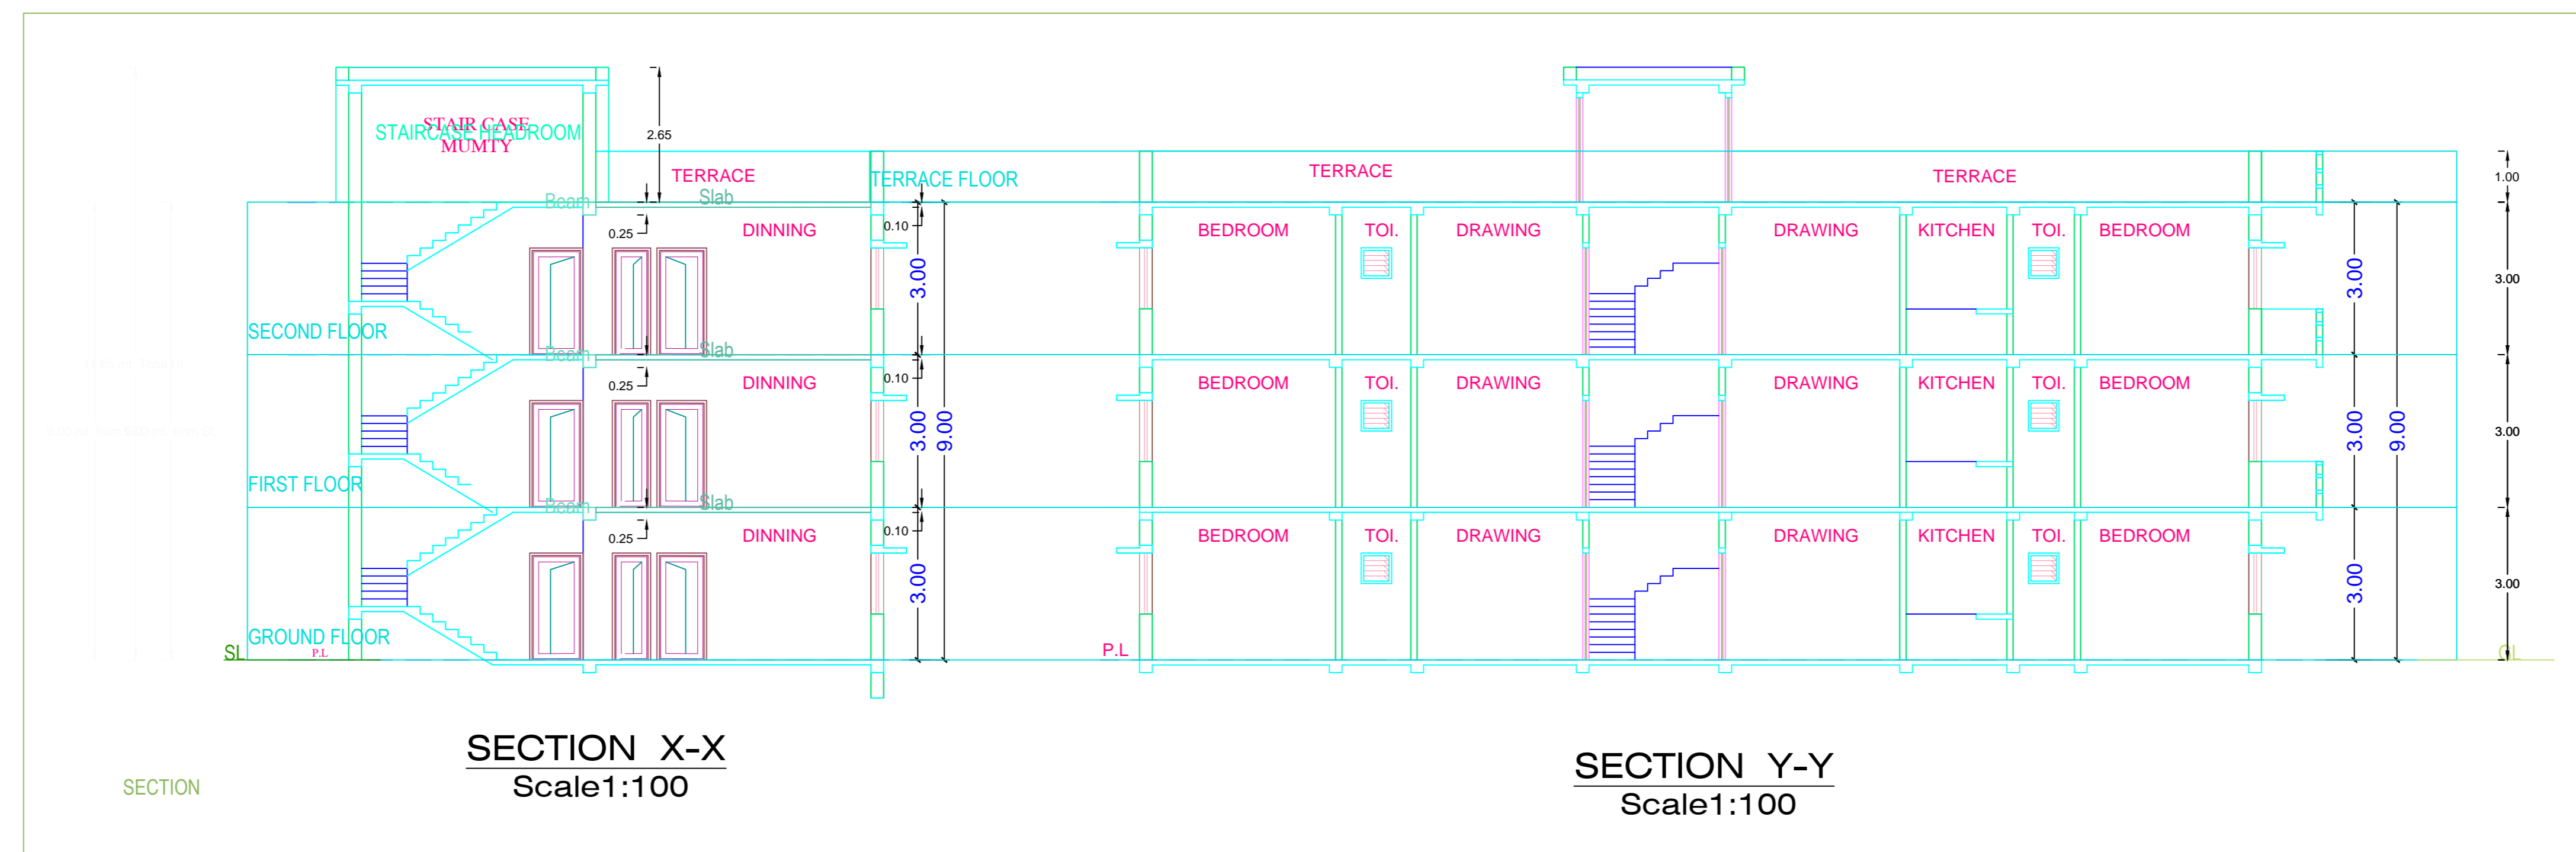 STAIR CASE
STAIRCASE HEADROOM
MUMTY
2.65
TERRACE
TERRACE FLOOR
TERRACE
TERRACE
1.00
Beam
Slab
0.25
DINNING
0.10
BEDROOM
TOI.
DRAWING
DRAWING
KITCHEN
TOI.
BEDROOM
3.00
3.00
3.00
SECOND FLOOR
Beam
Slab
0.25
DINNING
0.10
BEDROOM
TOI.
DRAWING
DRAWING
KITCHEN
TOI.
BEDROOM
3.00
9.00
3.00
9.00
3.00
FIRST FLOOR
Beam
Slab
0.25
DINNING
0.10
BEDROOM
TOI.
DRAWING
DRAWING
KITCHEN
TOI.
BEDROOM
3.00
3.00
3.00
GROUND FLOOR
SL
P.L
P.L
GL
SECTION X-X
Scale1:100
SECTION Y-Y
Scale1:100
SECTION